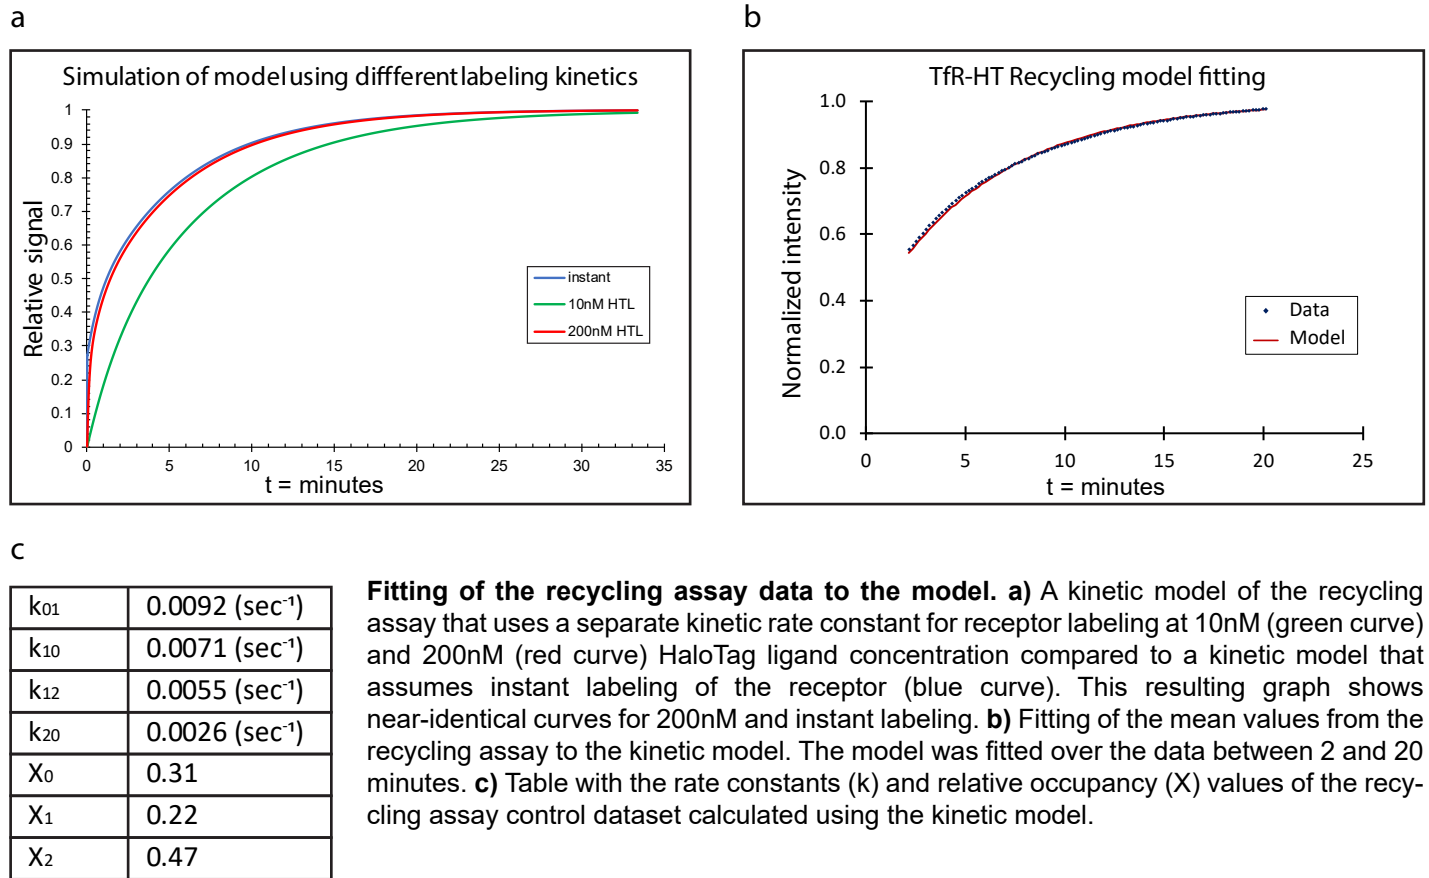 a
Simulation of model using diffferent labeling kinetics
1
0.9
0.8
0.7
0.6
0.5
0.4
0.3
0.2
0.1
0
Relative signal
instant
10nM HTL
200nM HTL
0 5 10 15 20 25 30 35
t = minutes
b
TfR-HT Recycling model fitting
1.0
0.8
0.6
0.4
0.2
0.0
Normalized intensity
Data
Model
0 5 10 15 20 25
t = minutes
c
k01 0.0092 (sec⁻¹)
k10 0.0071 (sec⁻¹)
k12 0.0055 (sec⁻¹)
k20 0.0026 (sec⁻¹)
X0 0.31
X1 0.22
X2 0.47
Fitting of the recycling assay data to the model. a) A kinetic model of the recycling
assay that uses a separate kinetic rate constant for receptor labeling at 10nM (green curve)
and 200nM (red curve) HaloTag ligand concentration compared to a kinetic model that
assumes instant labeling of the receptor (blue curve). This resulting graph shows
near-identical curves for 200nM and instant labeling. b) Fitting of the mean values from the
recycling assay to the kinetic model. The model was fitted over the data between 2 and 20
minutes. c) Table with the rate constants (k) and relative occupancy (X) values of the recy-
cling assay control dataset calculated using the kinetic model.